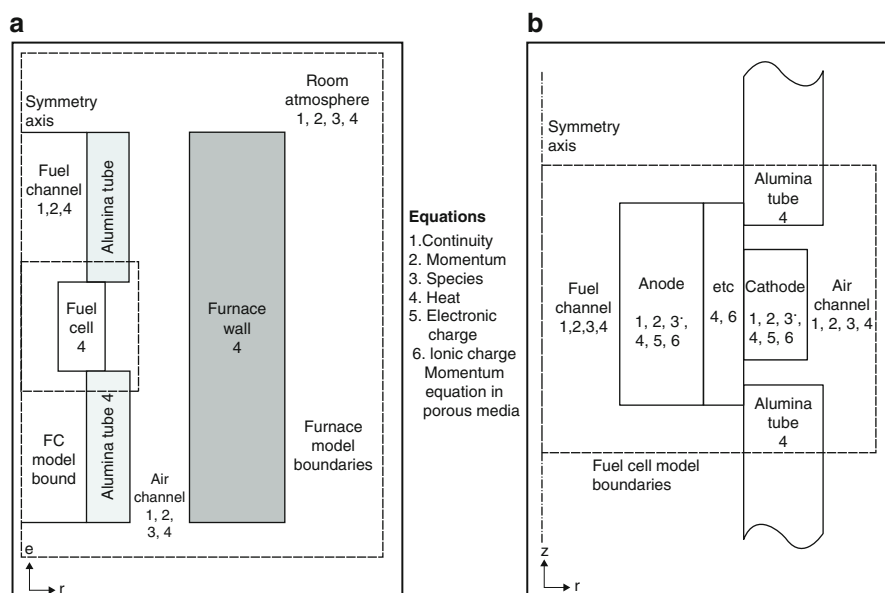 a
Symmetry
axis
Room
atmosphere
1, 2, 3, 4
Fuel
channel
1,2,4
Alumina tube
Fuel
cell
4
Furnace
wall
4
FC
model
bound
Alumina tube 4
Air
channel
1, 2,
3, 4
Furnace
model
boundaries
e
r
Equations
1.Continuity
2. Momentum
3. Species
4. Heat
5. Electronic
charge
6. Ionic charge
Momentum
equation in
porous media
b
Symmetry
axis
Alumina
tube
4
Fuel
channel
1,2,3,4
Anode
1, 2, 3·,
4, 5, 6
etc
4, 6
Cathode
1, 2, 3·,
4, 5, 6
Air
channel
1, 2, 3, 4
Alumina
tube
4
Fuel cell model
boundaries
z
r